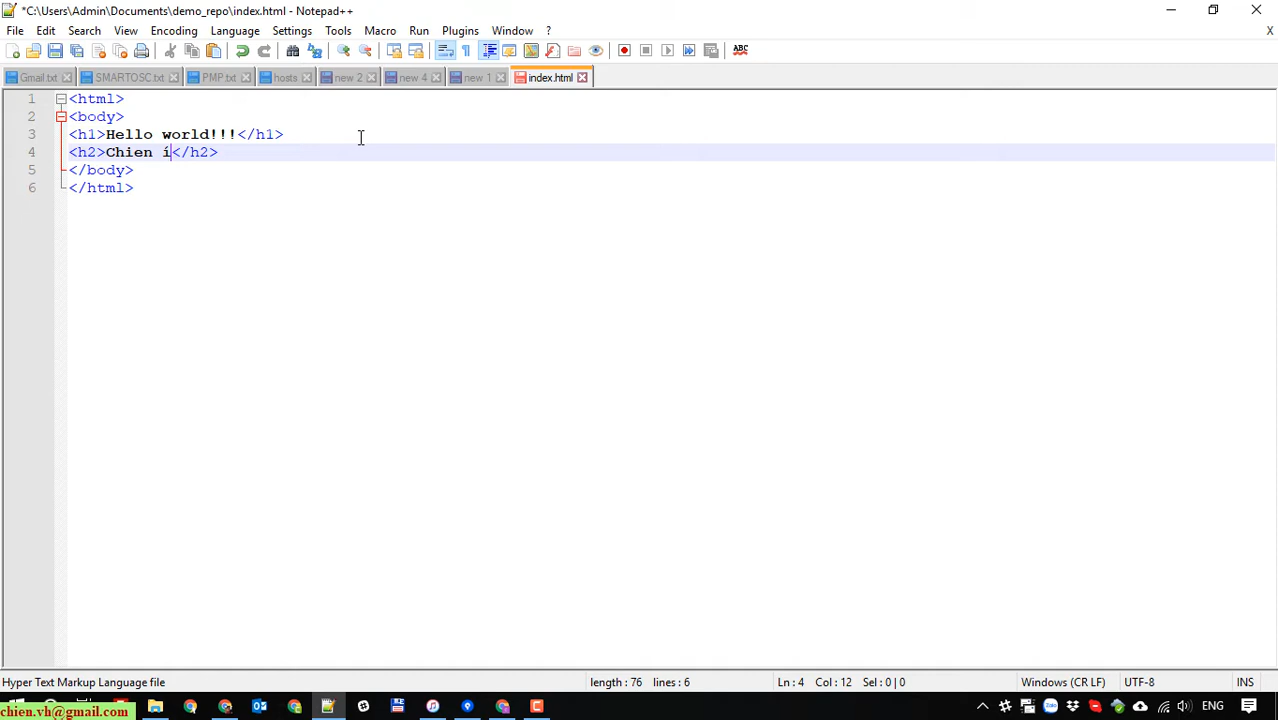 *C:\Users\Admin\Documents\demo_repo\index.html - Notepad++
File Edit Search View Encoding Language Settings Tools Macro Run Plugins Window ? X
Gmail.txt SMARTOSC.txt PMP.txt hosts new 2 new 4 new 1 index.html
1 <html>
2 <body>
3 <h1>Hello world!!!</h1>
4 <h2>Chien í</h2>
5 </body>
6 </html>
Hyper Text Markup Language file length : 76 lines : 6 Ln : 4 Col : 12 Sel : 0 | 0 Windows (CR LF) UTF-8 INS
chien.vh@gmail.com ENG